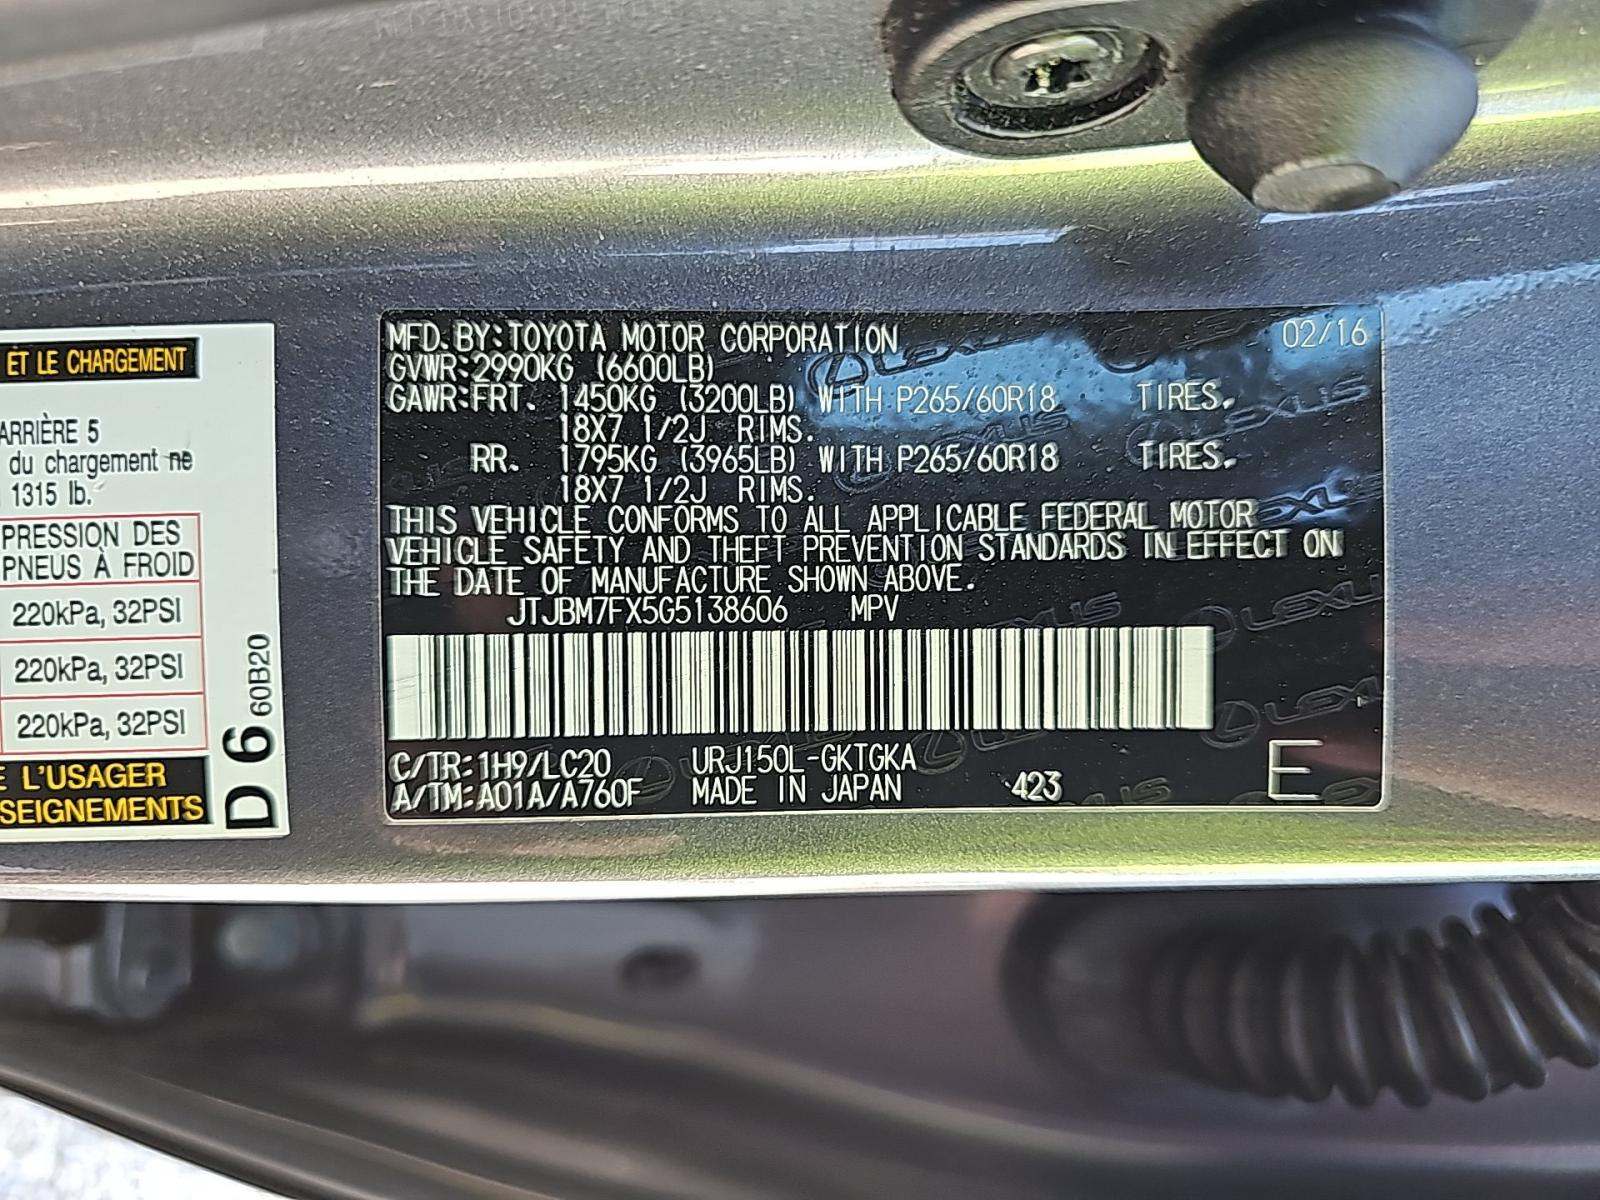 ET LE CHARGEMENT
ARRIÈRE 5
du chargement ne
1315 lb.
PRESSION DES
PNEUS À FROID
220kPa, 32PSI
220kPa, 32PSI
220kPa, 32PSI
L'USAGER
SEIGNEMENTS
D6 60B20
MFD. BY: TOYOTA MOTOR CORPORATION 02/16
GVWR: 2990KG (6600LB)
GAWR: FRT. 1450KG (3200LB) WITH P265/60R18 TIRES.
18X7 1/2J RIMS.
RR. 1795KG (3965LB) WITH P265/60R18 TIRES.
18X7 1/2J RIMS.
THIS VEHICLE CONFORMS TO ALL APPLICABLE FEDERAL MOTOR
VEHICLE SAFETY AND THEFT PREVENTION STANDARDS IN EFFECT ON
THE DATE OF MANUFACTURE SHOWN ABOVE.
JTJBM7FX5G5138606 MPV
C/TR: 1H9/LC20 URJ150L-GKTGKA
A/TM: A01A/A760F MADE IN JAPAN 423 E
LEXUS